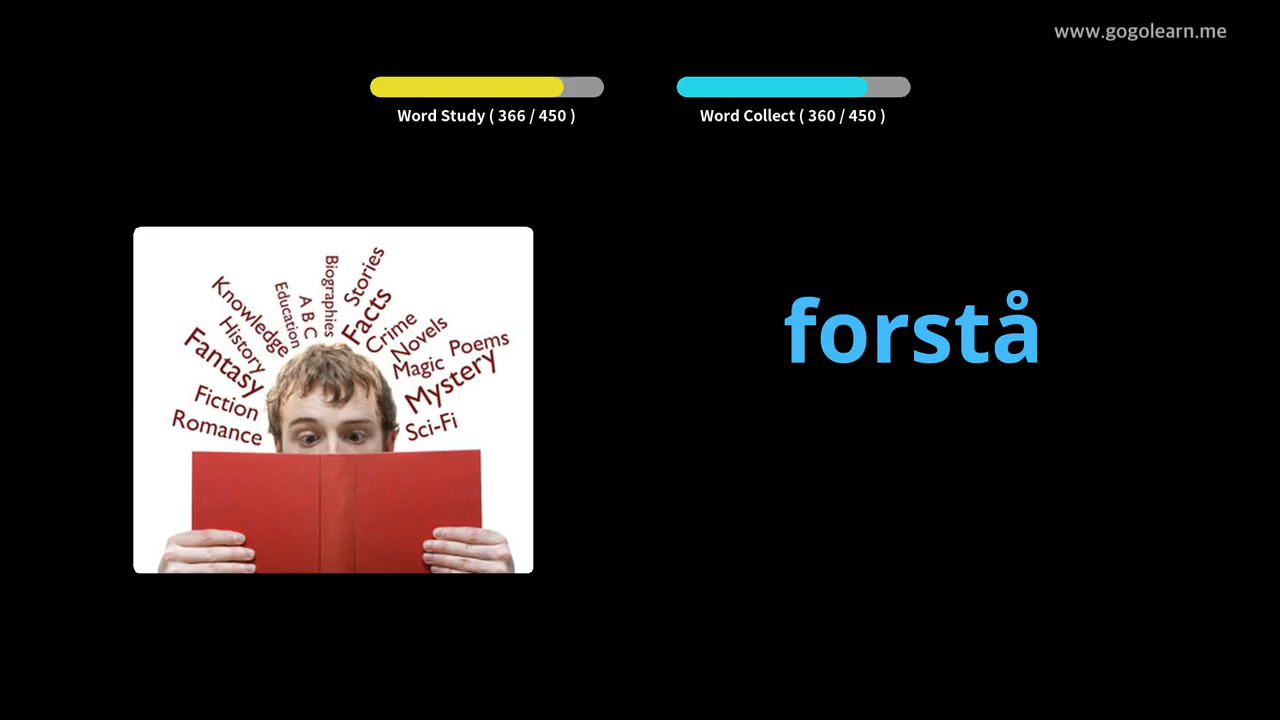 www.gogolearn.me
Word Study ( 366 / 450 )
Word Collect ( 360 / 450 )
Knowledge
History
Fantasy
Fiction
Romance
Education
A B C
Biographies
Stories
Facts
Crime
Novels
Magic
Poems
Mystery
Sci-Fi
forstå